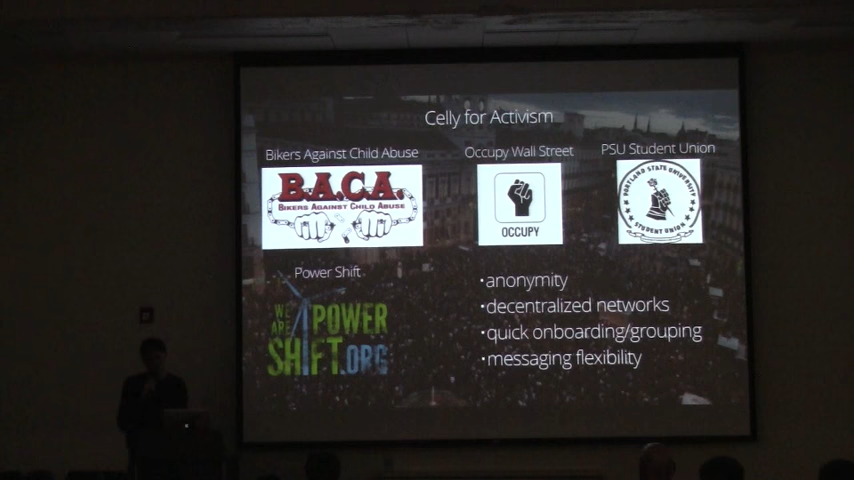 Celly for Activism
Bikers Against Child Abuse
Occupy Wall Street
PSU Student Union
B.A.C.A.
BIKERS AGAINST CHILD ABUSE
OCCUPY
PORTLAND STATE UNIVERSITY
STUDENT UNION
Power Shift
WE
ARE
POWER
SHIFT.ORG
•anonymity
•decentralized networks
•quick onboarding/grouping
•messaging flexibility